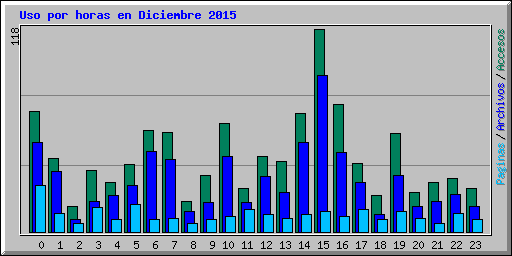 Uso por horas en Diciembre 2015
118
0 1 2 3 4 5 6 7 8 9 10 11 12 13 14 15 16 17 18 19 20 21 22 23
Paginas / Archivos / Accesos